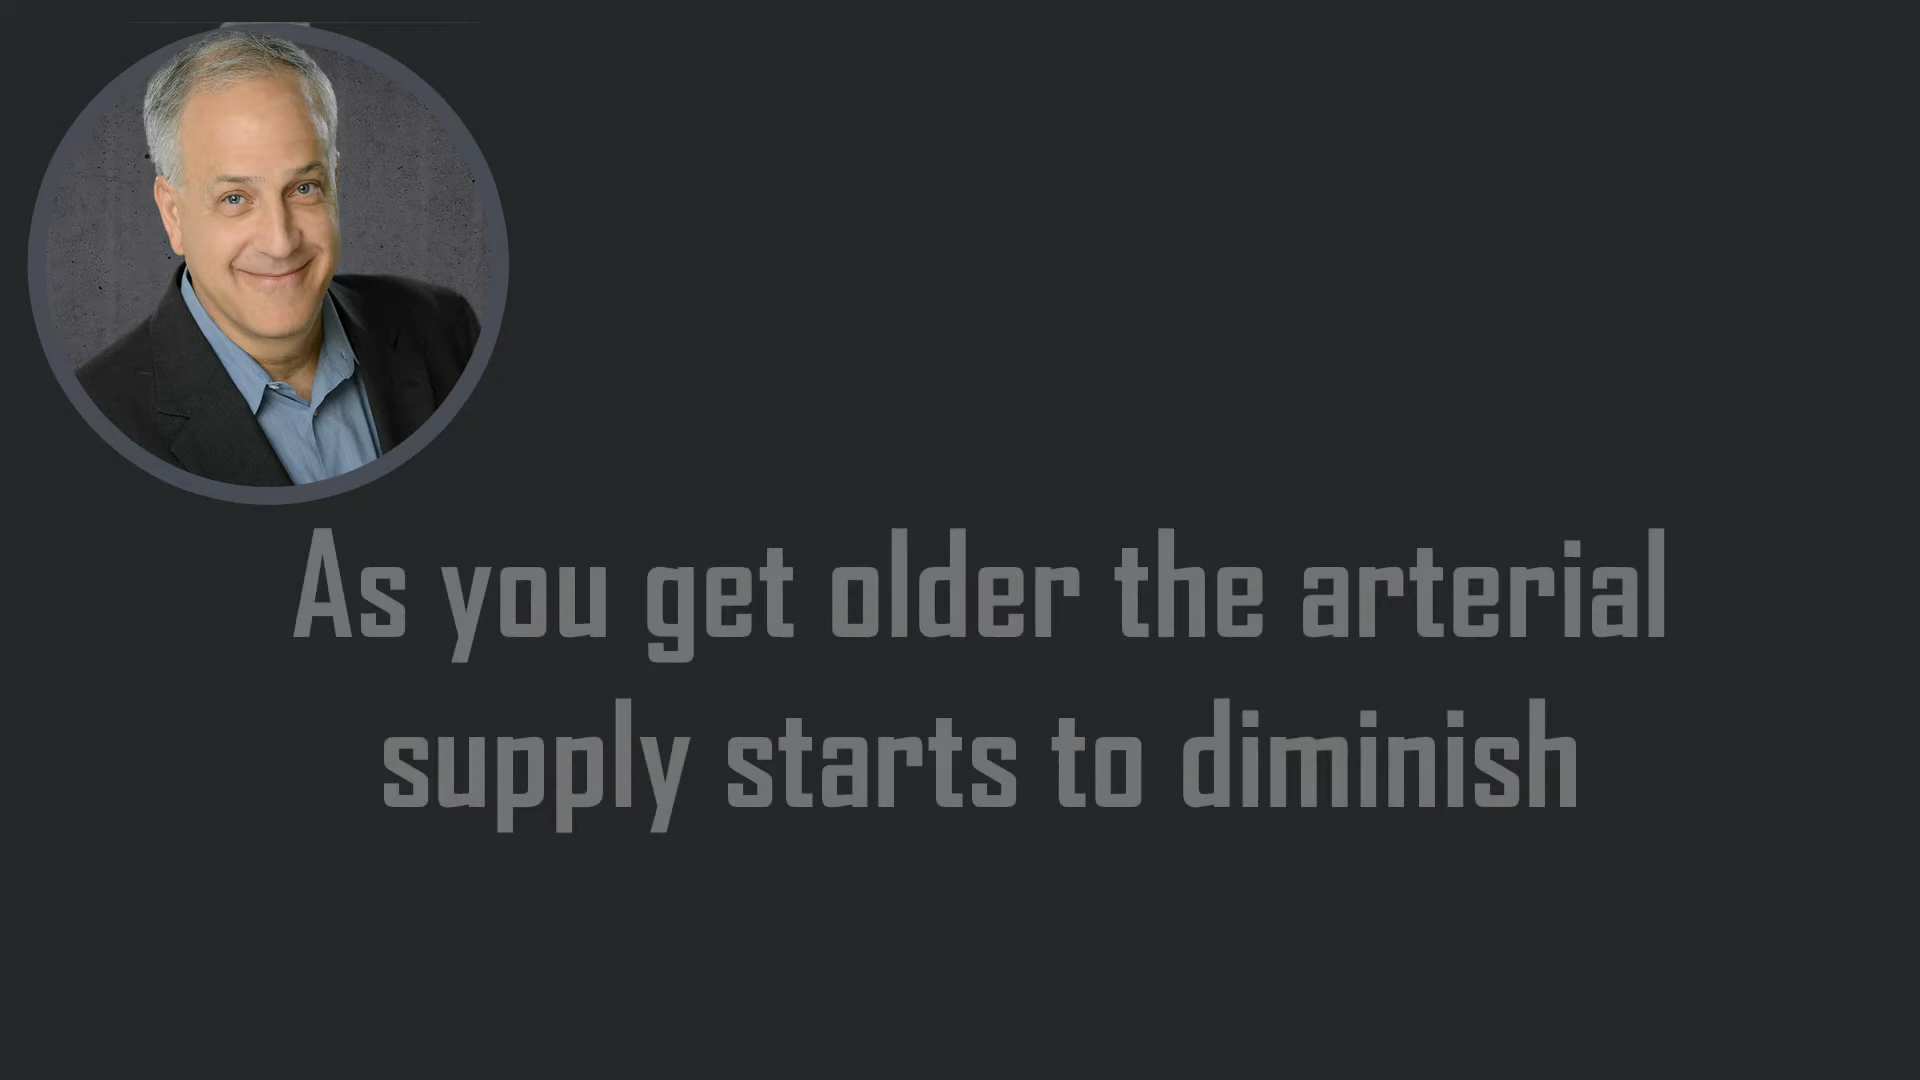 As you get older the arterial
supply starts to diminish